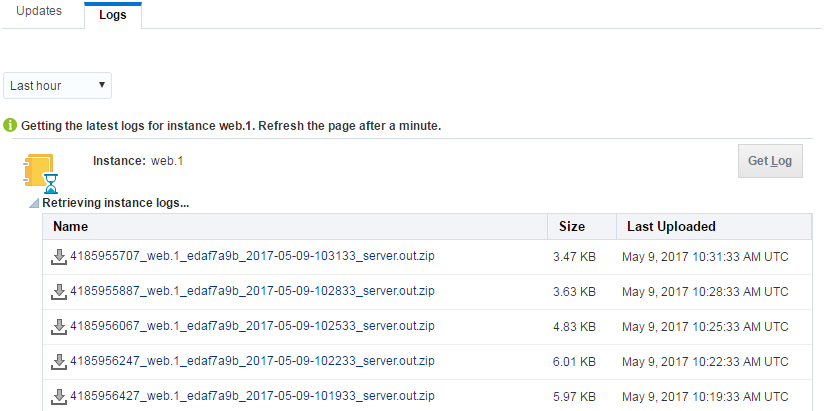 Updates Logs
Last hour
Getting the latest logs for instance web.1. Refresh the page after a minute.
Instance: web.1 Get Log
Retrieving instance logs...
Name Size Last Uploaded
4185955707_web.1_edaf7a9b_2017-05-09-103133_server.out.zip 3.47 KB May 9, 2017 10:31:33 AM UTC
4185955887_web.1_edaf7a9b_2017-05-09-102833_server.out.zip 3.63 KB May 9, 2017 10:28:33 AM UTC
4185956067_web.1_edaf7a9b_2017-05-09-102533_server.out.zip 4.83 KB May 9, 2017 10:25:33 AM UTC
4185956247_web.1_edaf7a9b_2017-05-09-102233_server.out.zip 6.01 KB May 9, 2017 10:22:33 AM UTC
4185956427_web.1_edaf7a9b_2017-05-09-101933_server.out.zip 5.97 KB May 9, 2017 10:19:33 AM UTC